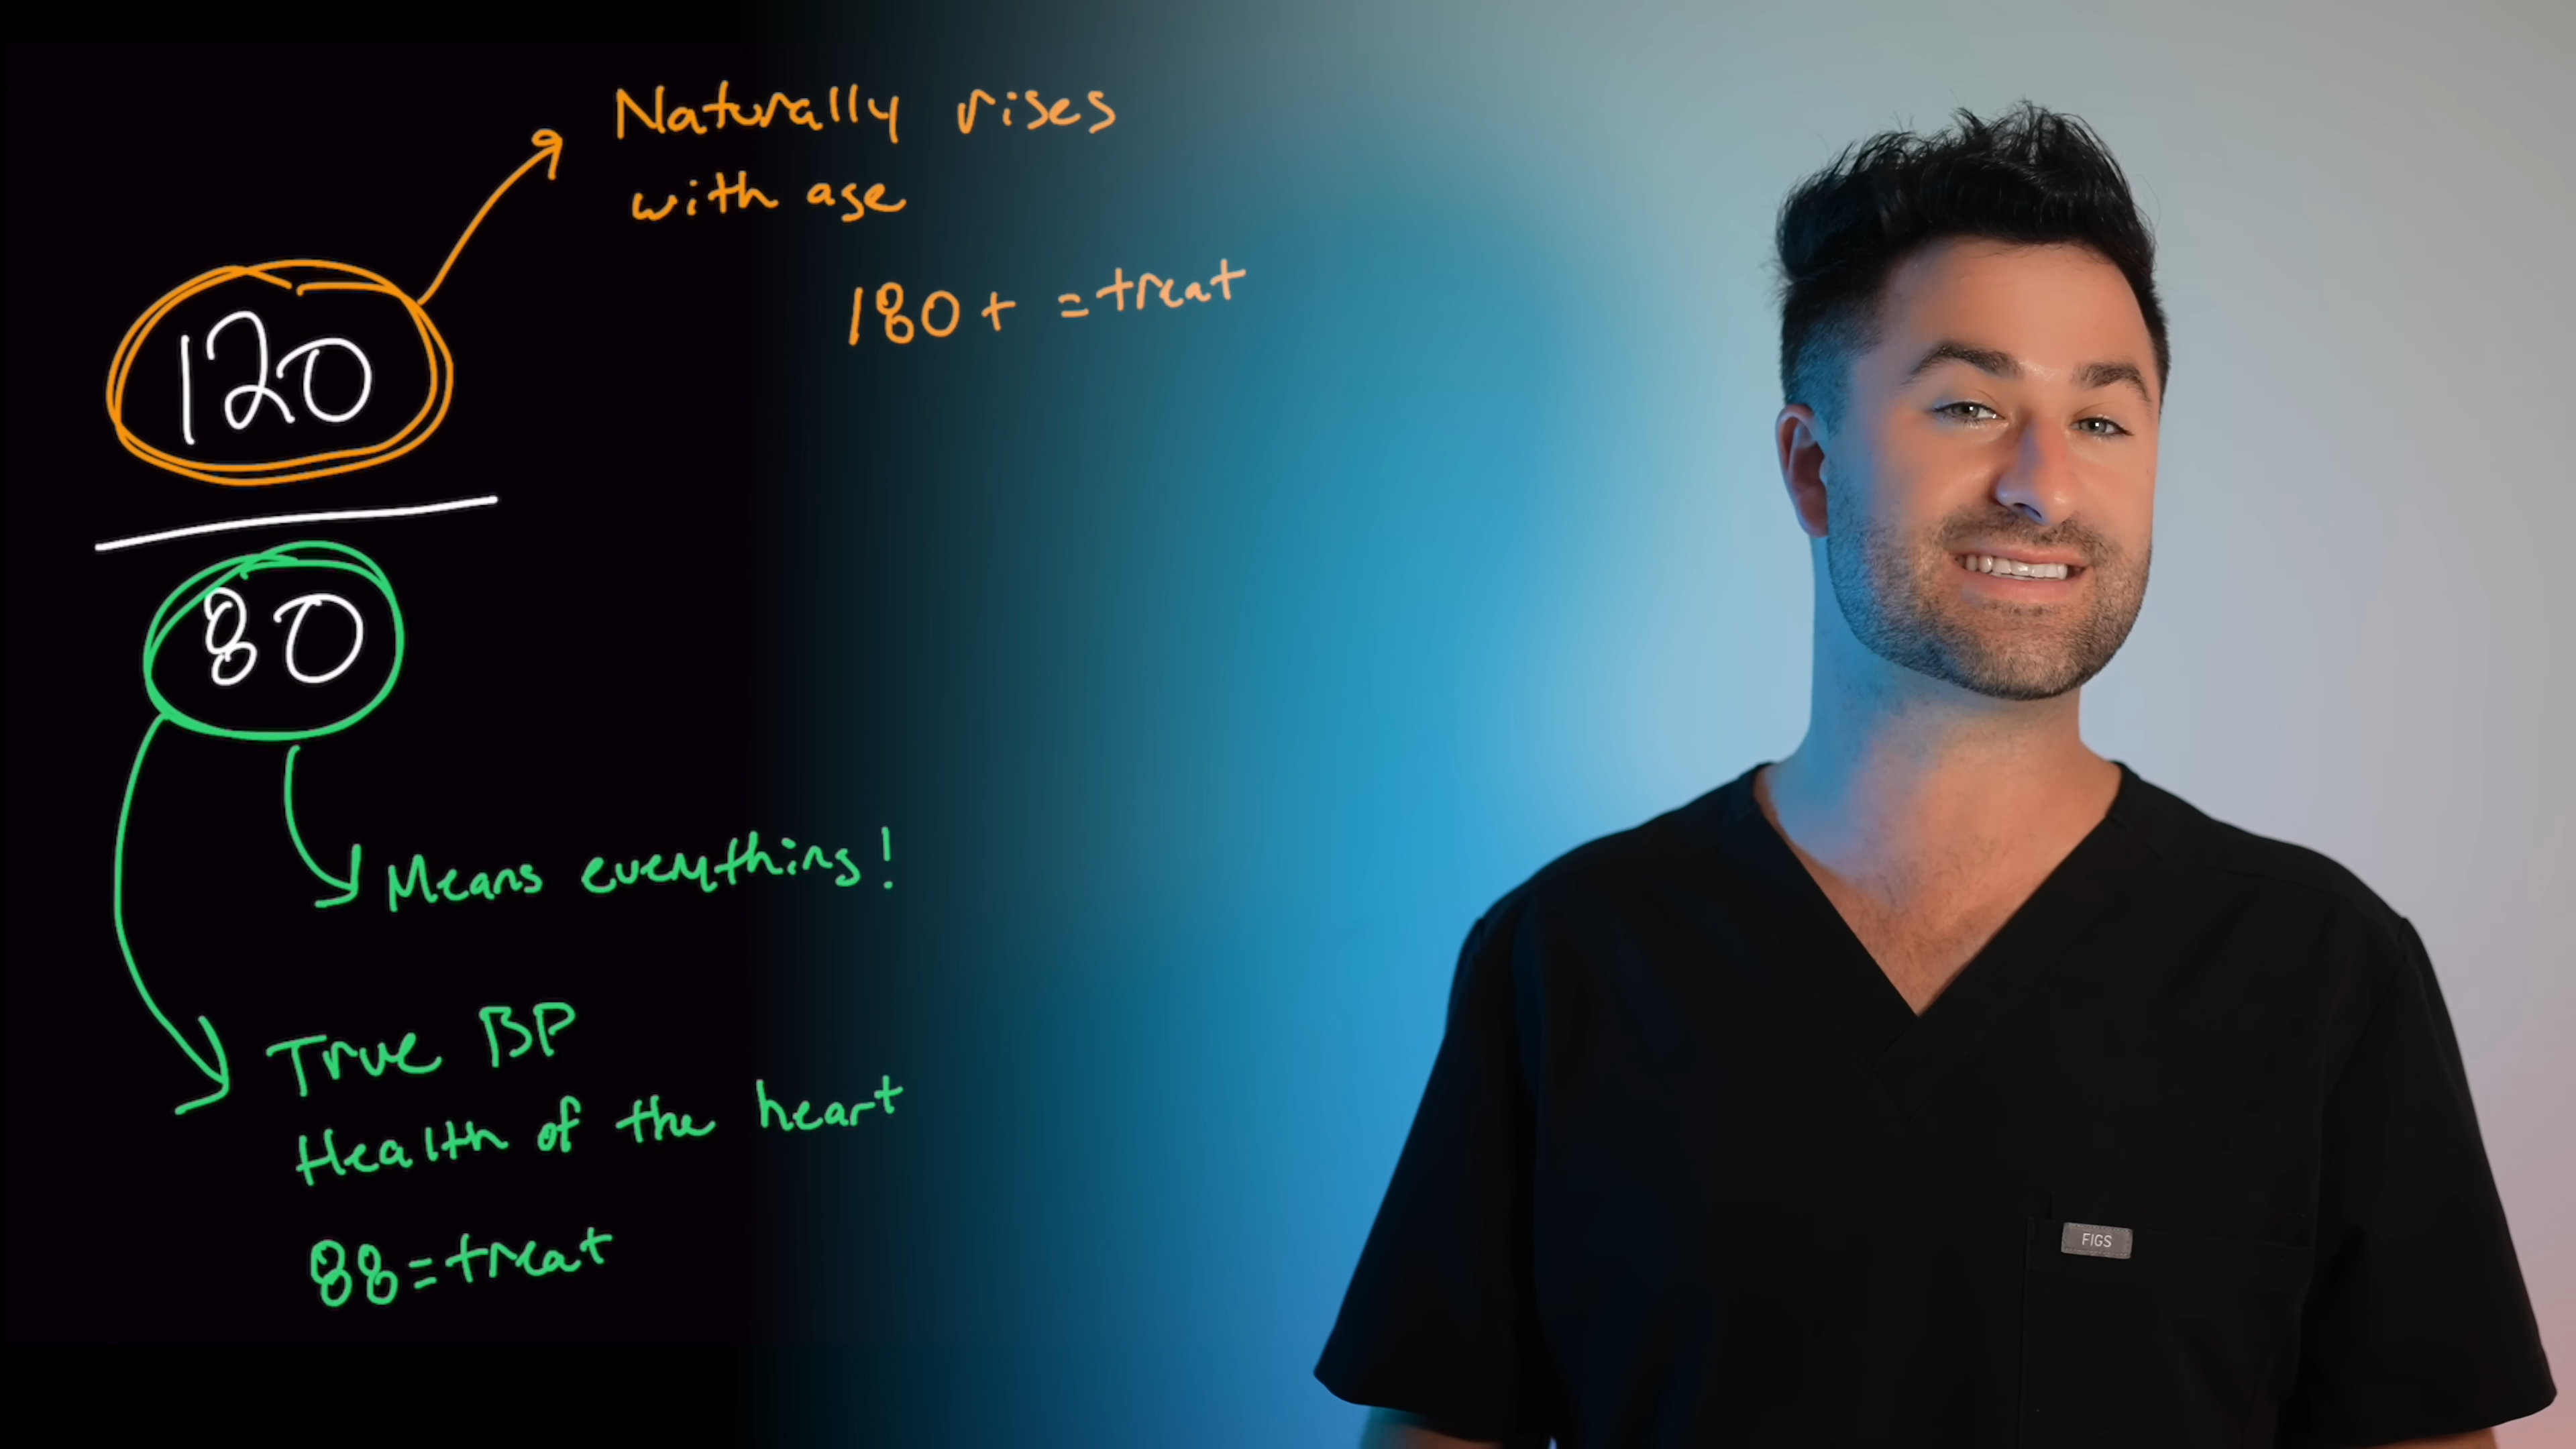 Naturally rises
with age
180+ = treat
120
80
Means everything!
True BP
Health of the heart
88 = treat
FIGS